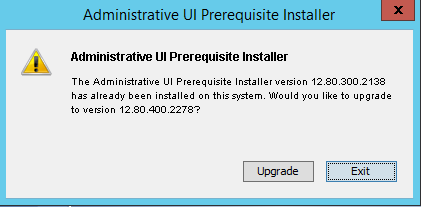 Administrative UI Prerequisite Installer
x
Administrative UI Prerequisite Installer
The Administrative UI Prerequisite Installer version 12.80.300.2138
has already been installed on this system. Would you like to upgrade
to version 12.80.400.2278?
Upgrade
Exit